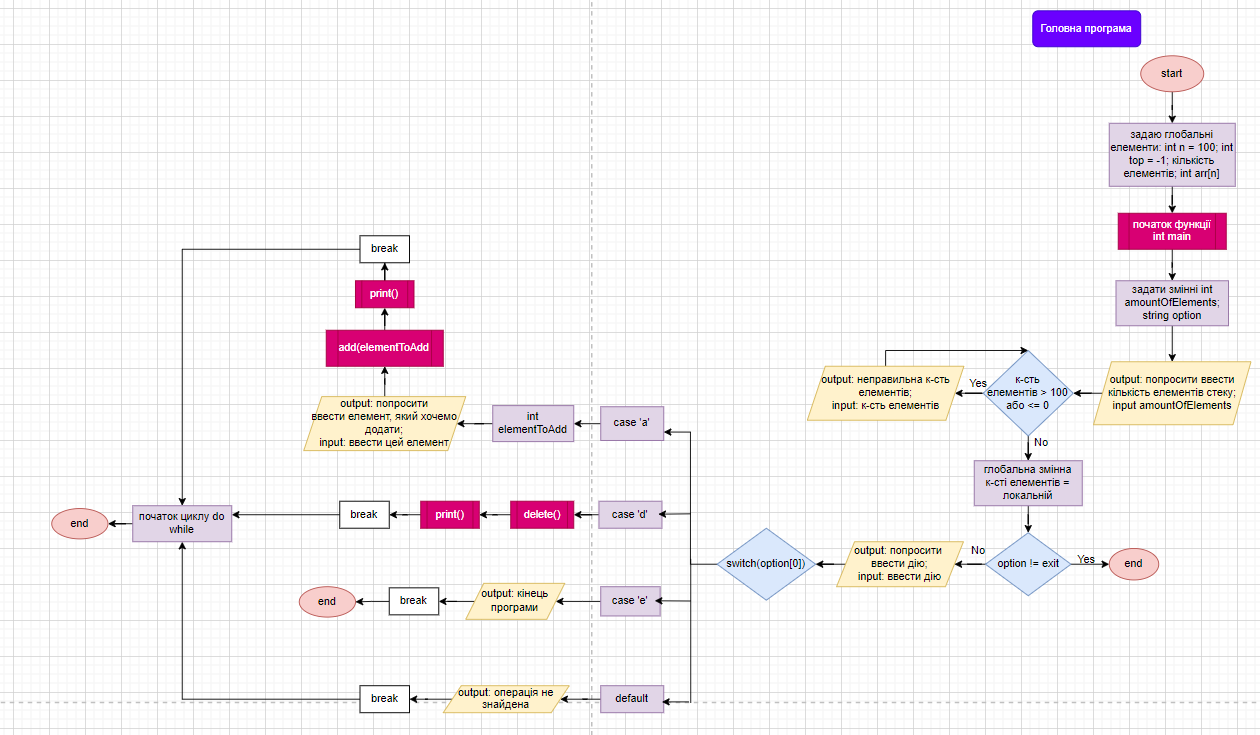 Головна програма
start
задаю глобальні
елементи: int n = 100; int
top = -1; кількість
елементів; int arr[n]
початок функції
int main
задати змінні int
amountOfElements;
string option
output: попросити ввести
кількість елементів стеку;
input amountOfElements
к-сть
елементів > 100
або <= 0
Yes
output: неправильна к-сть
елементів;
input: к-сть елементів
No
глобальна змінна
к-сті елементів =
локальній
option != exit
Yes
end
No
output: попросити
ввести дію;
input: ввести дію
switch(option[0])
case 'a'
int
elementToAdd
output: попросити
ввести елемент, який хочемо
додати;
input: ввести цей елемент
add(elementToAdd
print()
break
case 'd'
delete()
print()
break
початок циклу do
while
end
case 'e'
output: кінець
програми
break
end
default
output: операція не
знайдена
break